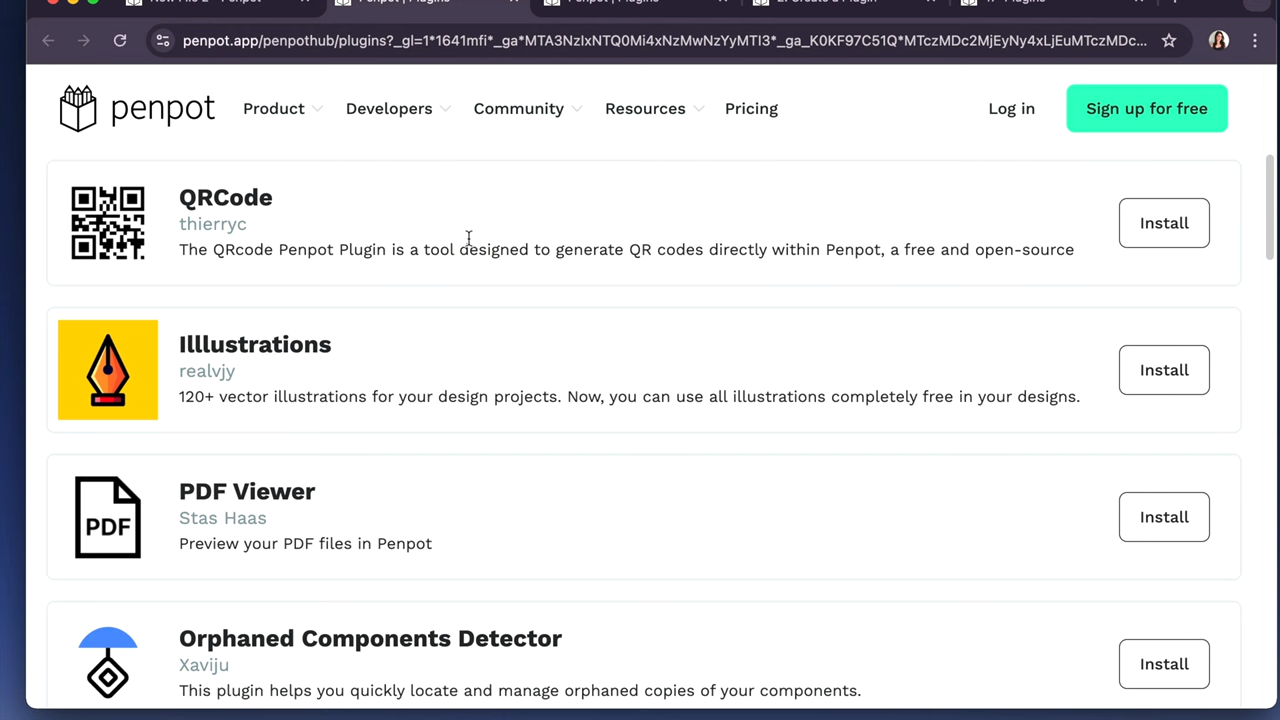 penpot.app/penpothub/plugins?_gl=1*1641mfi*_ga*MTA3NzIxNTQ0Mi4xNzMwNzYyMTI3*_ga_K0KF97C51Q*MTczMDc2MjEyNy4xLjEuMTczMDc...
penpot Product Developers Community Resources Pricing Log in Sign up for free
QRCode
thierryc
The QRcode Penpot Plugin is a tool designed to generate QR codes directly within Penpot, a free and open-source
Install
Illlustrations
realvjy
120+ vector illustrations for your design projects. Now, you can use all illustrations completely free in your designs.
Install
PDF
PDF Viewer
Stas Haas
Preview your PDF files in Penpot
Install
Orphaned Components Detector
Xaviju
This plugin helps you quickly locate and manage orphaned copies of your components.
Install